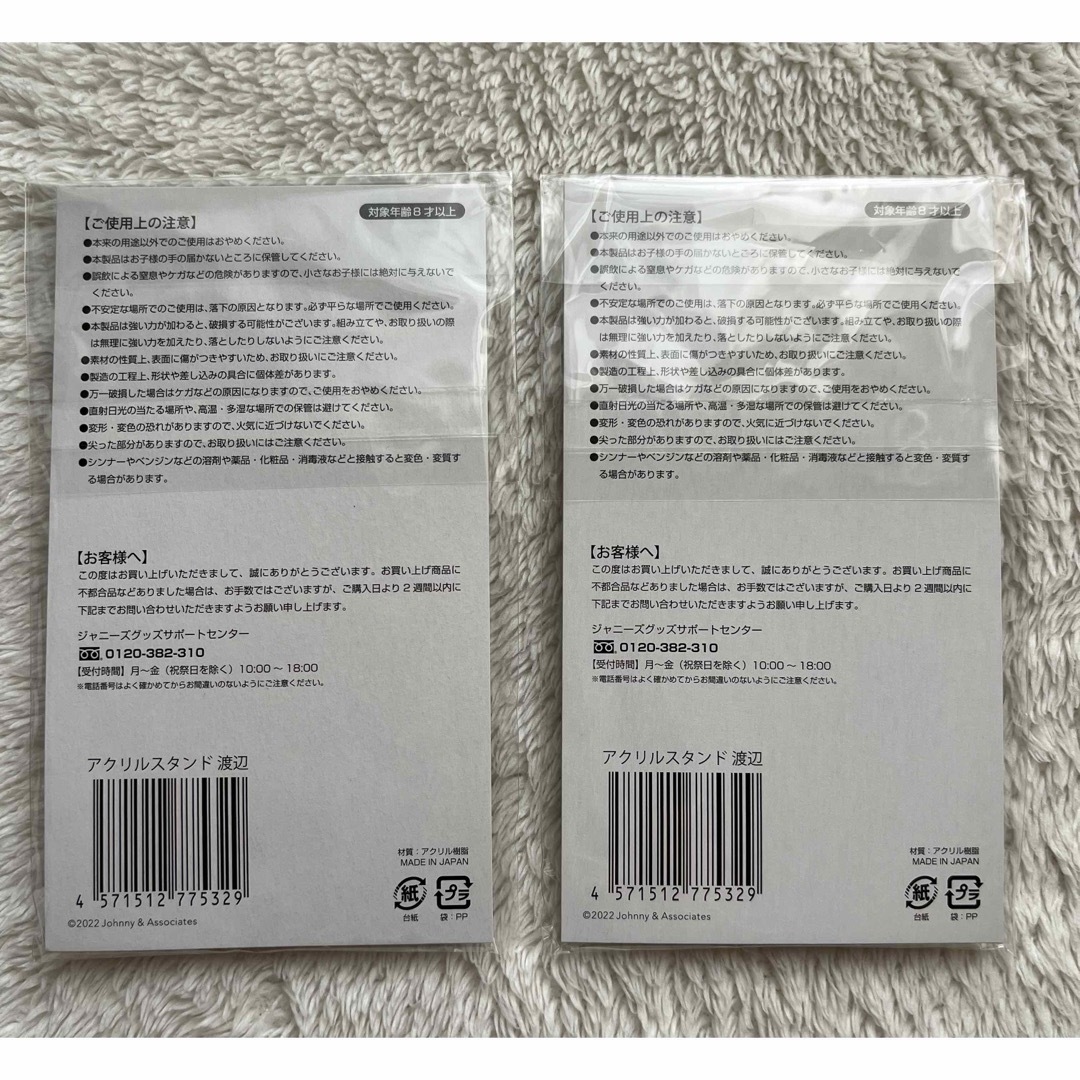 対象年齢8才以上
【ご使用上の注意】
●本来の用途以外でのご使用はおやめください。
●本製品はお子様の手の届かないところに保管してください。
●誤飲による窒息やケガなどの危険がありますので、小さなお子様には絶対に与えないで
ください。
●不安定な場所でのご使用は、落下の原因となります。必ず平らな場所でご使用ください。
●本製品は強い力が加わると、破損する可能性がございます。組み立てや、お取り扱いの際
は無理に強い力を加えたり、落としたりしないようにご注意ください。
●素材の性質上、表面に傷がつきやすいため、お取り扱いにご注意ください。
●製造の工程上、形状や差し込みの具合に個体差があります。
●万一破損した場合はケガなどの原因になりますので、ご使用をおやめください。
●直射日光の当たる場所や、高温・多湿な場所での保管は避けてください。
●変形・変色の恐れがありますので、火気に近づけないでください。
●尖った部分がありますので、お取り扱いにはご注意ください。
●シンナーやベンジンなどの溶剤や薬品・化粧品・消毒液などと接触すると変色・変質す
る場合があります。
【お客様へ】
この度はお買い上げいただきまして、誠にありがとうございます。お買い上げ商品に
不都合品などありました場合は、お手数ではございますが、ご購入日より2週間以内に
下記までお問い合わせいただきますようお願い申し上げます。
ジャニーズグッズサポートセンター
0120-382-310
【受付時間】月～金（祝祭日を除く）10:00～18:00
※電話番号はよく確かめてからお間違いのないようにご注意ください。
アクリルスタンド 渡辺
4 571512 775329
©2022 Johnny & Associates
材質：アクリル樹脂
MADE IN JAPAN
紙 プラ
台紙 袋：PP
対象年齢8才以上
【ご使用上の注意】
●本来の用途以外でのご使用はおやめください。
●本製品はお子様の手の届かないところに保管してください。
●誤飲による窒息やケガなどの危険がありますので、小さなお子様には絶対に与えないで
ください。
●不安定な場所でのご使用は、落下の原因となります。必ず平らな場所でご使用ください。
●本製品は強い力が加わると、破損する可能性がございます。組み立てや、お取り扱いの際
は無理に強い力を加えたり、落としたりしないようにご注意ください。
●素材の性質上、表面に傷がつきやすいため、お取り扱いにご注意ください。
●製造の工程上、形状や差し込みの具合に個体差があります。
●万一破損した場合はケガなどの原因になりますので、ご使用をおやめください。
●直射日光の当たる場所や、高温・多湿な場所での保管は避けてください。
●変形・変色の恐れがありますので、火気に近づけないでください。
●尖った部分がありますので、お取り扱いにはご注意ください。
●シンナーやベンジンなどの溶剤や薬品・化粧品・消毒液などと接触すると変色・変質す
る場合があります。
【お客様へ】
この度はお買い上げいただきまして、誠にありがとうございます。お買い上げ商品に
不都合品などありました場合は、お手数ではございますが、ご購入日より2週間以内に
下記までお問い合わせいただきますようお願い申し上げます。
ジャニーズグッズサポートセンター
0120-382-310
【受付時間】月～金（祝祭日を除く）10:00～18:00
※電話番号はよく確かめてからお間違いのないようにご注意ください。
アクリルスタンド 渡辺
4 571512 775329
©2022 Johnny & Associates
材質：アクリル樹脂
MADE IN JAPAN
紙 プラ
台紙 袋：PP